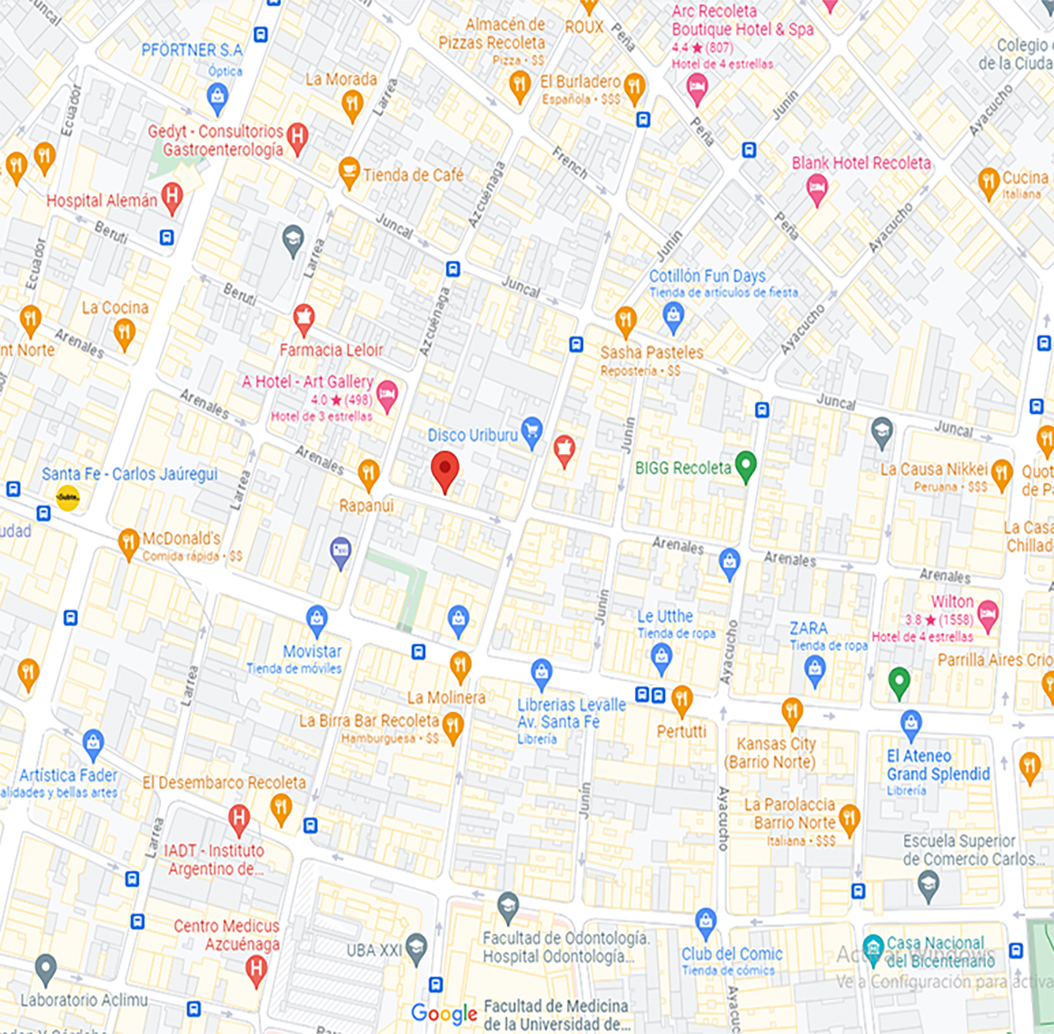 Juncal
Peña
Almacén de
Pizzas Recoleta
Pizza • $$
ROUX
Arc Recoleta
Boutique Hotel & Spa
4.4 ★ (807)
Hotel de 4 estrellas
Colegio
de la Ciuda
PFÖRTNER S.A
Óptica
La Morada
Larrea
El Burladero
Española • $$$
Junín
Ayacucho
Ecuador
Gedyt - Consultorios
Gastroenterología
Peña
French
Blank Hotel Recoleta
Tienda de Café
Cucina
Italiana
Hospital Alemán
Azcuénaga
Juncal
Beruti
Ecuador
Larrea
Junín
Peña
Ayacucho
Juncal
Cotillón Fun Days
Tienda de artículos de fiesta
Beruti
La Cocina
Azcuénaga
Ayacucho
nt Norte
Arenales
Farmacia Leloir
Sasha Pasteles
Repostería • $$
A Hotel - Art Gallery
4.0 ★ (498)
Hotel de 3 estrellas
Arenales
Juncal
Juncal
Disco Uriburu
Junín
Arenales
BIGG Recoleta
La Causa Nikkei
Peruana • $$$
Quot
de P
Santa Fe - Carlos Jaúregui
Subte
Larrea
Rapanui
udad
McDonald's
Comida rápida • $$
La Casa
Chillad
Arenales
Arenales
Arenales
Junín
Le Utthe
Tienda de ropa
Wilton
3.8 ★ (1558)
Hotel de 4 estrellas
ZARA
Tienda de ropa
Movistar
Tienda de móviles
Ayacucho
Parrilla Aires Crio
Larrea
La Molinera
Librerias Levalle
Av. Santa Fe
Librería
La Birra Bar Recoleta
Hamburguesa • $$
Pertutti
Kansas City
(Barrio Norte)
El Ateneo
Grand Splendid
Librería
Artística Fader
alidades y bellas artes
El Desembarco Recoleta
Junín
Ayacucho
La Parolaccia
Barrio Norte
Italiana • $$$
Larrea
IADT - Instituto
Argentino de...
Escuela Superior
de Comercio Carlos...
Centro Medicus
Azcuénaga
UBA XXI
Facultad de Odontología.
Hospital Odontología...
Club del Comic
Tienda de cómics
Casa Nacional
del Bicentenario
Ve a Configuración para activa
Laboratorio Aclimu
Google
Facultad de Medicina
de la Universidad de...
Ayacuc